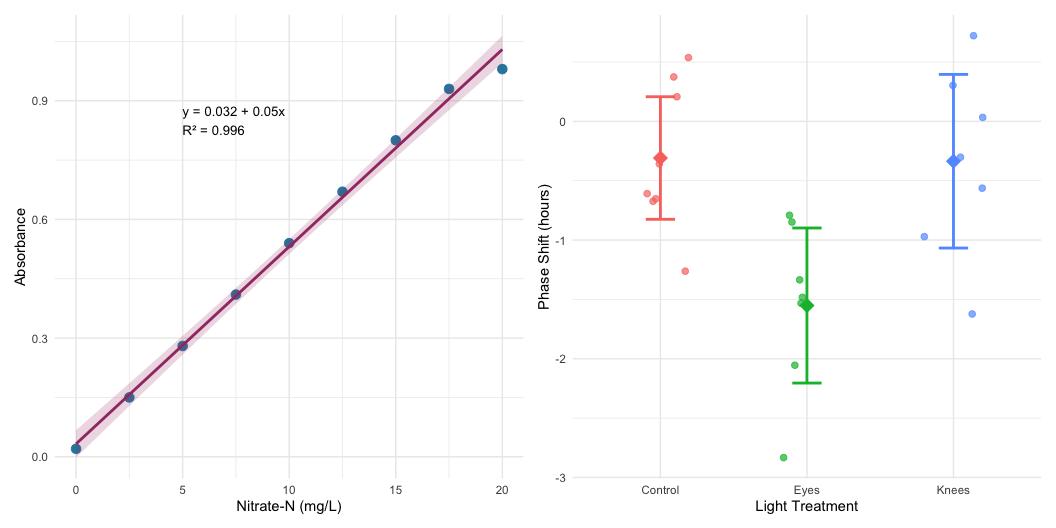 y = 0.032 + 0.05x
R² = 0.996
0.9
0.6
0.3
0.0
Absorbance
0 5 10 15 20
Nitrate-N (mg/L)
0
-1
-2
-3
Phase Shift (hours)
Control Eyes Knees
Light Treatment